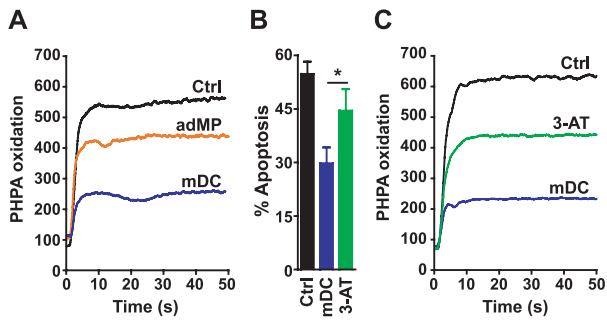 A
PHPA oxidation
700
600
500
400
300
200
100
0
0
10
20
30
40
50
Time (s)
Ctrl
adMP
mDC
B
% Apoptosis
60
45
30
15
0
*
Ctrl
mDC
3-AT
C
PHPA oxidation
700
600
500
400
300
200
100
0
0
10
20
30
40
50
Time (s)
Ctrl
3-AT
mDC